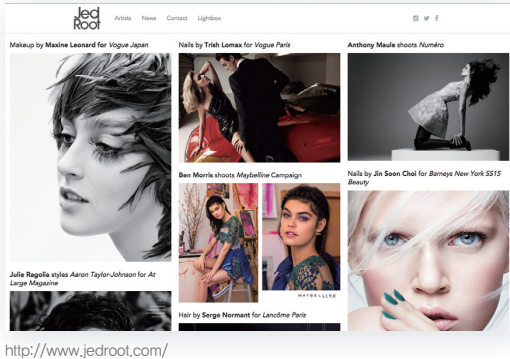 Jed
Root
Artists News Contact Lightbox
Makeup by Maxine Leonard for Vogue Japan
Nails by Trish Lomax for Vogue Paris
Anthony Maule shoots Numéro
Ben Morris shoots Maybelline Campaign
Nails by Jin Soon Choi for Barneys New York SS15
Beauty
MAYBELLINE
Julie Ragolia styles Aaron Taylor-Johnson for At
Large Magazine
Hair by Serge Normant for Lancôme Paris
http://www.jedroot.com/